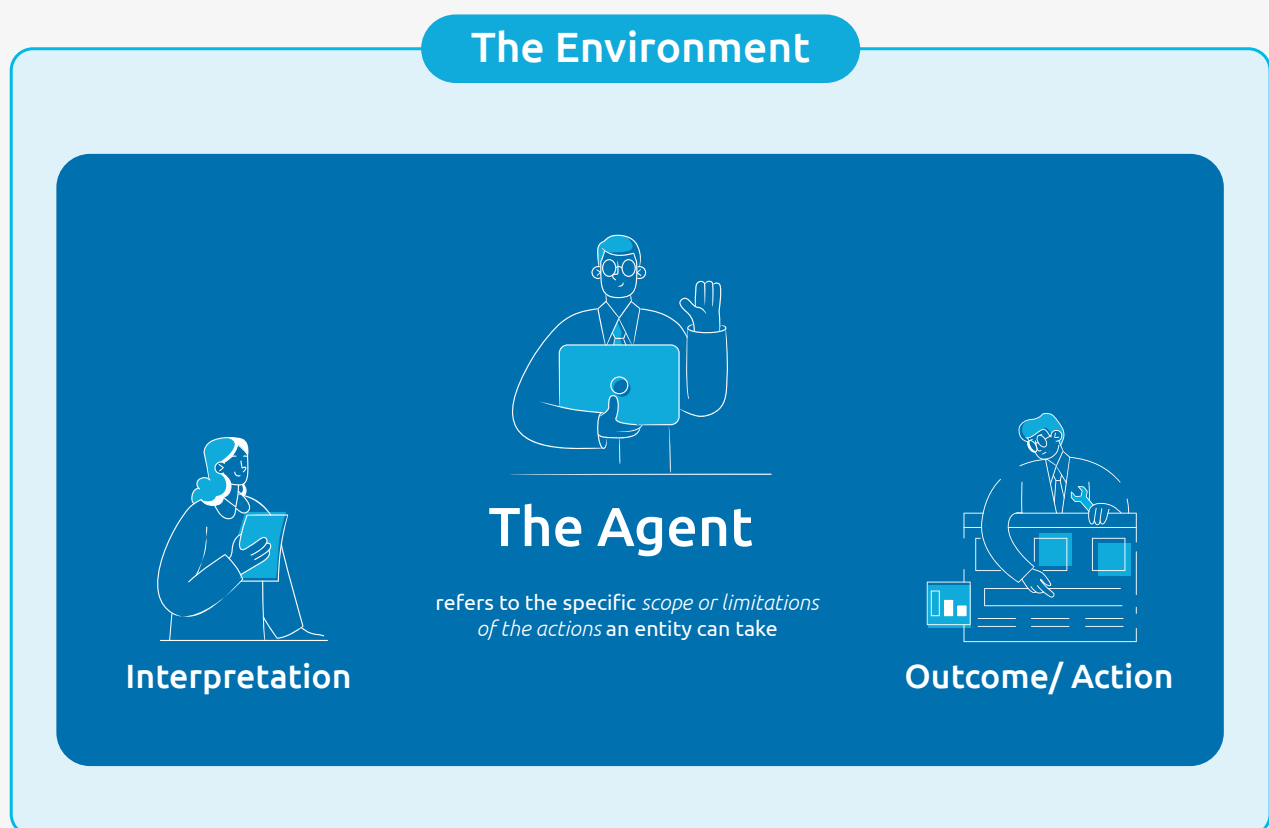 The Environment
The Agent
refers to the specific scope or limitations
of the actions an entity can take
Interpretation
Outcome/ Action